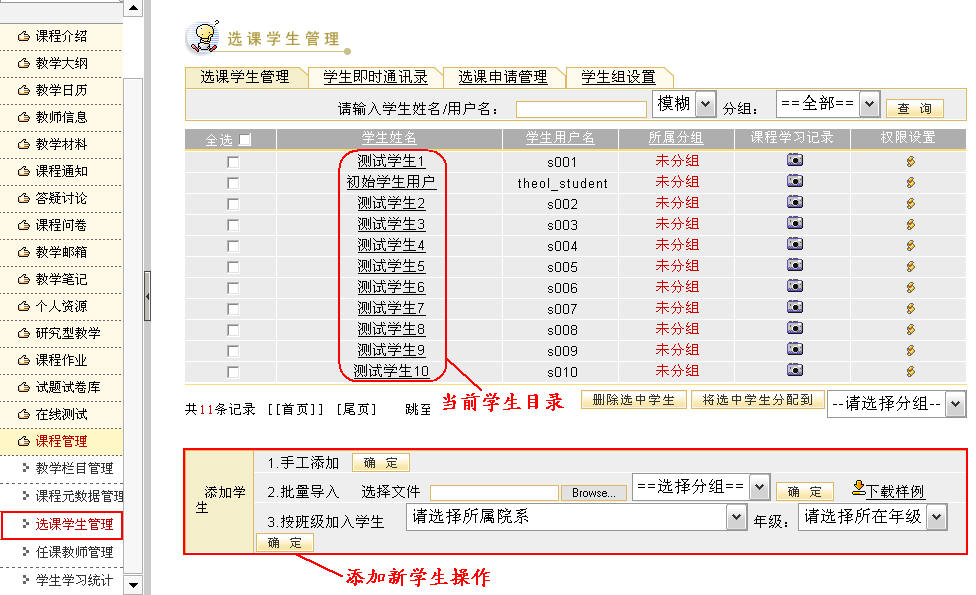 课程介绍
教学大纲
教学日历
教师信息
教学材料
课程通知
答疑讨论
课程问卷
教学邮箱
教学笔记
个人资源
研究型教学
课程作业
试题试卷库
在线测试
课程管理
教学栏目管理
课程元数据管理
选课学生管理
任课教师管理
学生学习统计
选课学生管理
选课学生管理 学生即时通讯录 选课申请管理 学生组设置
请输入学生姓名/用户名： 模糊 分组： ==全部== 查 询
全选 学生姓名 学生用户名 所属分组 课程学习记录 权限设置
测试学生1 s001 未分组
初始学生用户 theol_student 未分组
测试学生2 s002 未分组
测试学生3 s003 未分组
测试学生4 s004 未分组
测试学生5 s005 未分组
测试学生6 s006 未分组
测试学生7 s007 未分组
测试学生8 s008 未分组
测试学生9 s009 未分组
测试学生10 s010 未分组
共11条记录 [[首页]] [尾页] 跳至 当前学生目录 删除选中学生 将选中学生分配到 --请选择分组--
添加学生
1.手工添加 确 定
2.批量导入 选择文件 Browse... ==选择分组== 确 定 下载样例
3.按班级加入学生 请选择所属院系 年级： 请选择所在年级
确 定
添加新学生操作